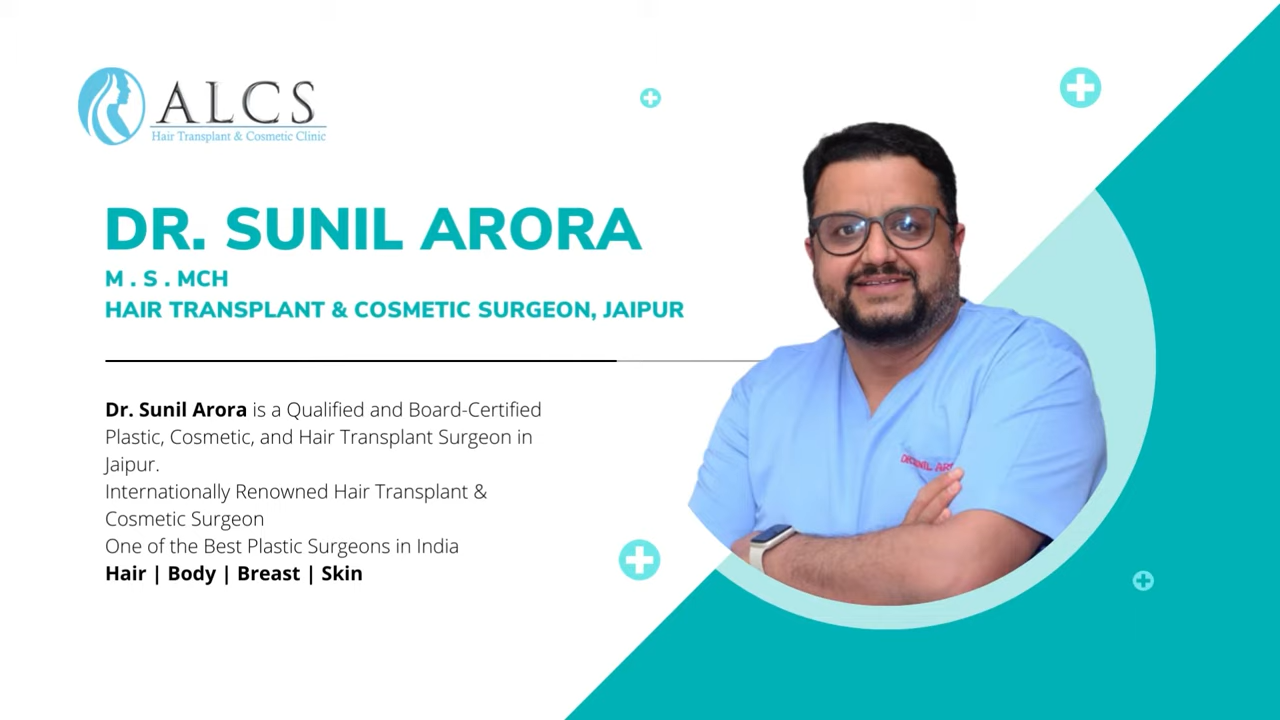 ALCS
Hair Transplant & Cosmetic Clinic
DR. SUNIL ARORA
M . S . MCH
HAIR TRANSPLANT & COSMETIC SURGEON, JAIPUR
Dr. Sunil Arora is a Qualified and Board-Certified
Plastic, Cosmetic, and Hair Transplant Surgeon in
Jaipur.
Internationally Renowned Hair Transplant &
Cosmetic Surgeon
One of the Best Plastic Surgeons in India
Hair | Body | Breast | Skin